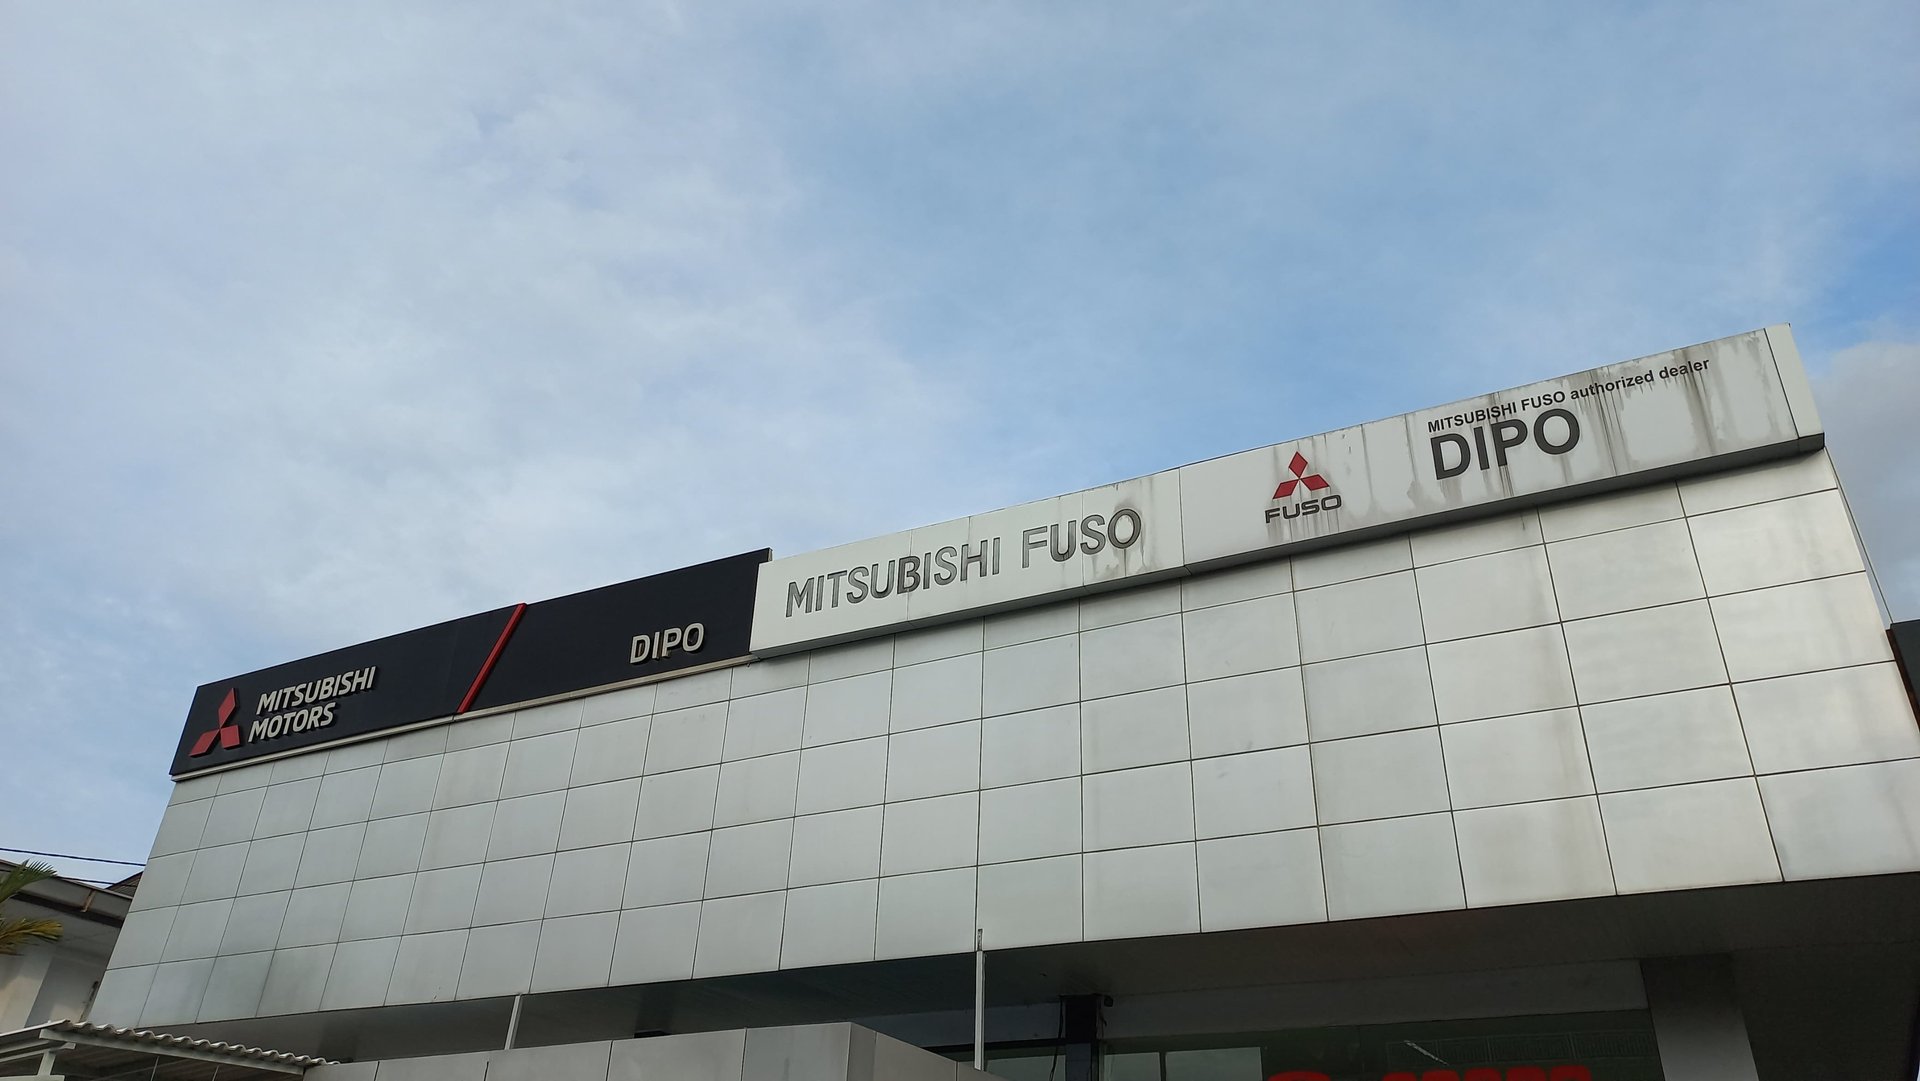 MITSUBISHI
MOTORS
DIPO
MITSUBISHI FUSO
FUSO
MITSUBISHI FUSO authorized dealer
DIPO